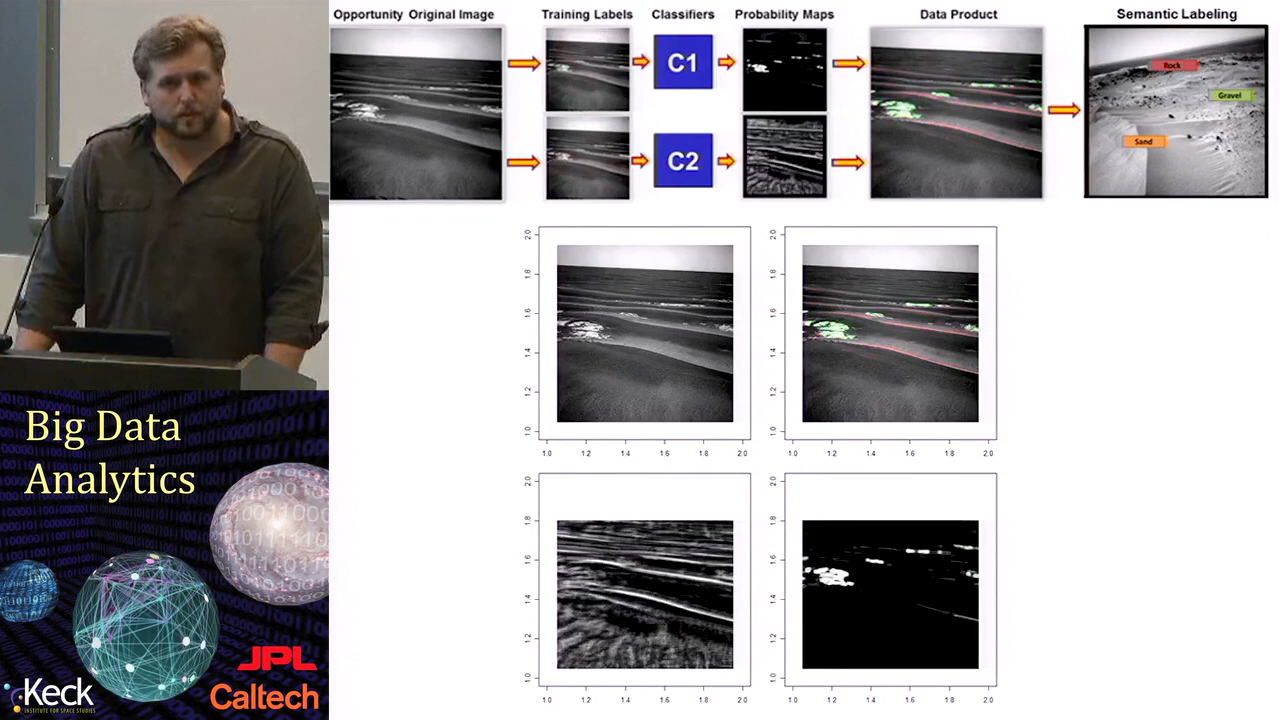 Opportunity Original Image
Training Labels
Classifiers
Probability Maps
Data Product
Semantic Labeling
C1
C2
Rock
Gravel
Sand
2.0
1.8
1.6
1.4
1.2
1.0
1.0 1.2 1.4 1.6 1.8 2.0
2.0
1.8
1.6
1.4
1.2
1.0
1.0 1.2 1.4 1.6 1.8 2.0
2.0
1.8
1.6
1.4
1.2
1.0
1.0 1.2 1.4 1.6 1.8 2.0
2.0
1.8
1.6
1.4
1.2
1.0
1.0 1.2 1.4 1.6 1.8 2.0
Big Data
Analytics
JPL
Keck
INSTITUTE FOR SPACE STUDIES
Caltech